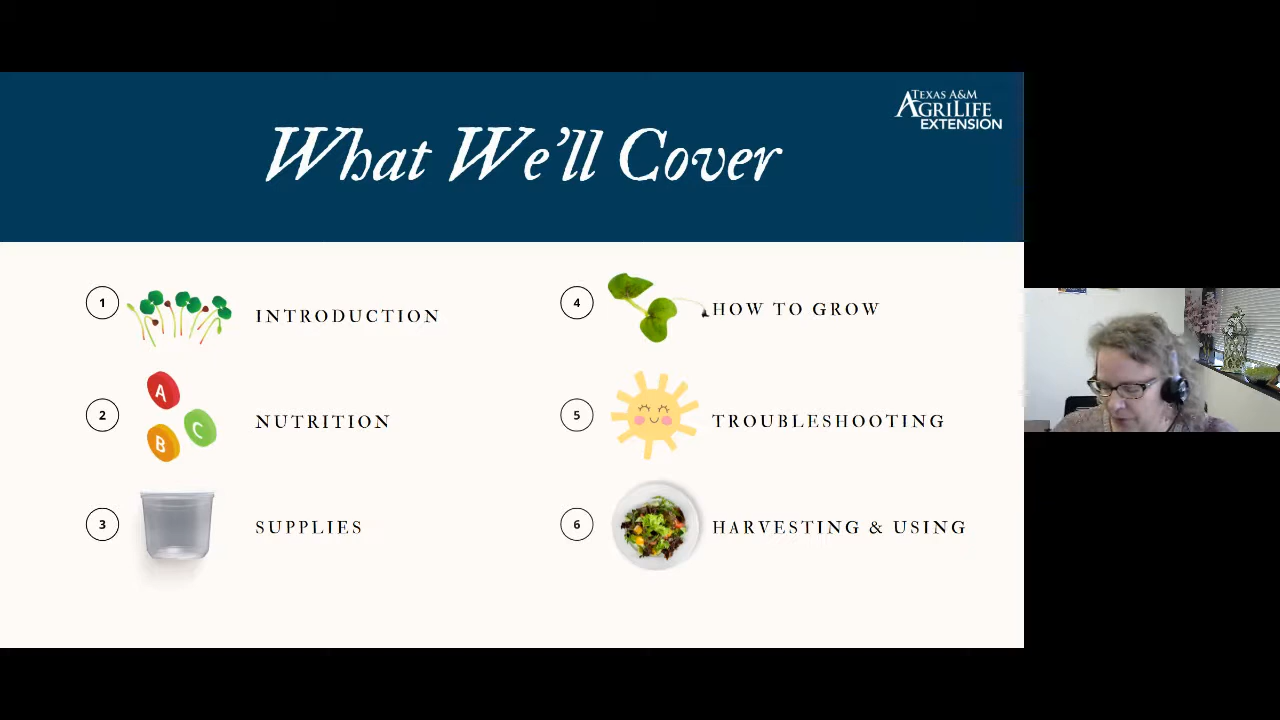 TEXAS A&M
AGRILIFE
EXTENSION
What We'll Cover
1
INTRODUCTION
A
B
C
2
NUTRITION
3
SUPPLIES
4
HOW TO GROW
5
TROUBLESHOOTING
6
HARVESTING & USING